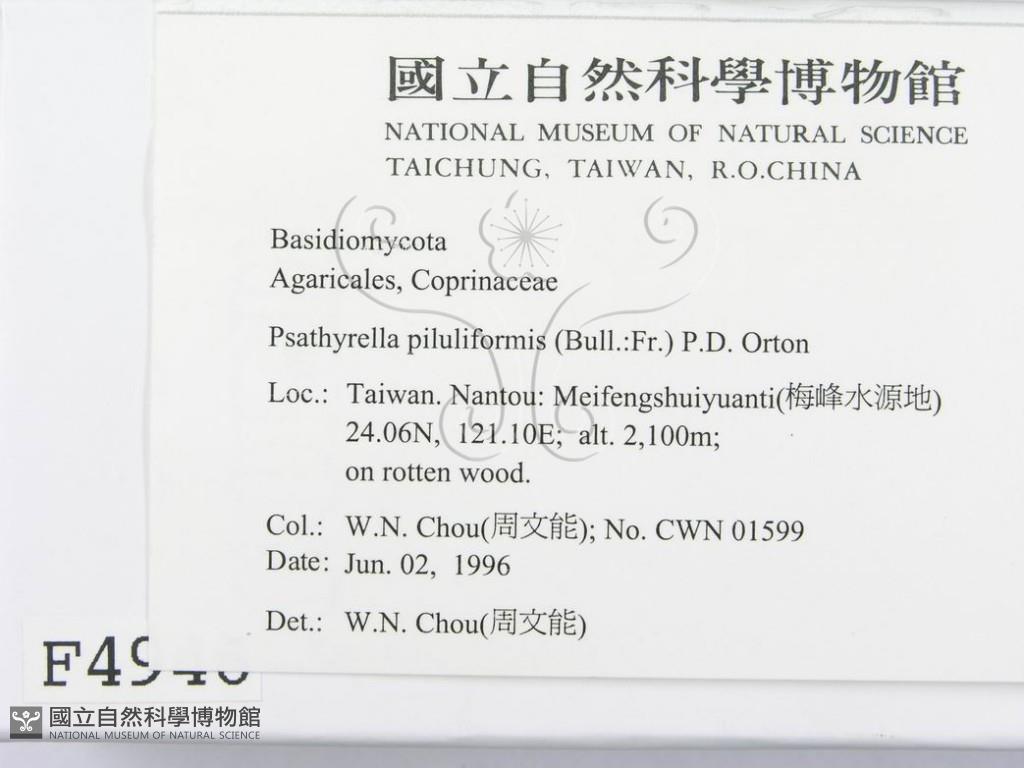 國立自然科學博物館
NATIONAL MUSEUM OF NATURAL SCIENCE
TAICHUNG, TAIWAN, R.O.CHINA
Basidiomycota
Agaricales, Coprinaceae
Psathyrella piluliformis (Bull.:Fr.) P.D. Orton
Loc.: Taiwan. Nantou: Meifengshuiyuanti(梅峰水源地)
24.06N, 121.10E; alt. 2,100m;
on rotten wood.
Col.: W.N. Chou(周文能); No. CWN 01599
Date: Jun. 02, 1996
Det.: W.N. Chou(周文能)
國立自然科學博物館
NATIONAL MUSEUM OF NATURAL SCIENCE